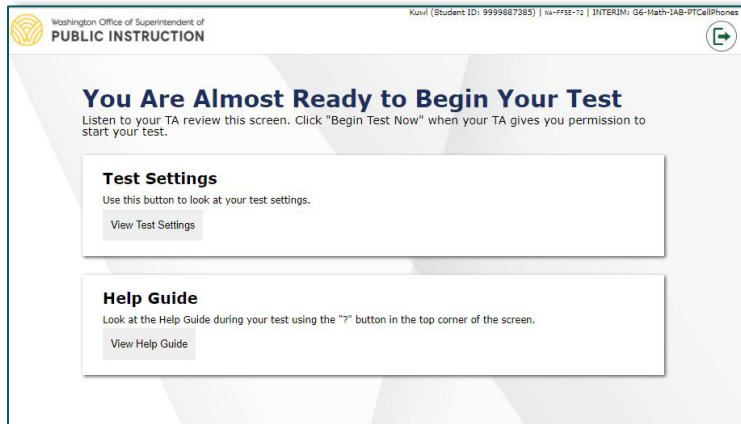 Kuwl (Student ID: 9999887385) | WA-FF5E-72 | INTERIM: G6-Math-IAB-PTCellPhones
Washington Office of Superintendent of
PUBLIC INSTRUCTION
You Are Almost Ready to Begin Your Test
Listen to your TA review this screen. Click "Begin Test Now" when your TA gives you permission to
start your test.
Test Settings
Use this button to look at your test settings.
View Test Settings
Help Guide
Look at the Help Guide during your test using the "?" button in the top corner of the screen.
View Help Guide